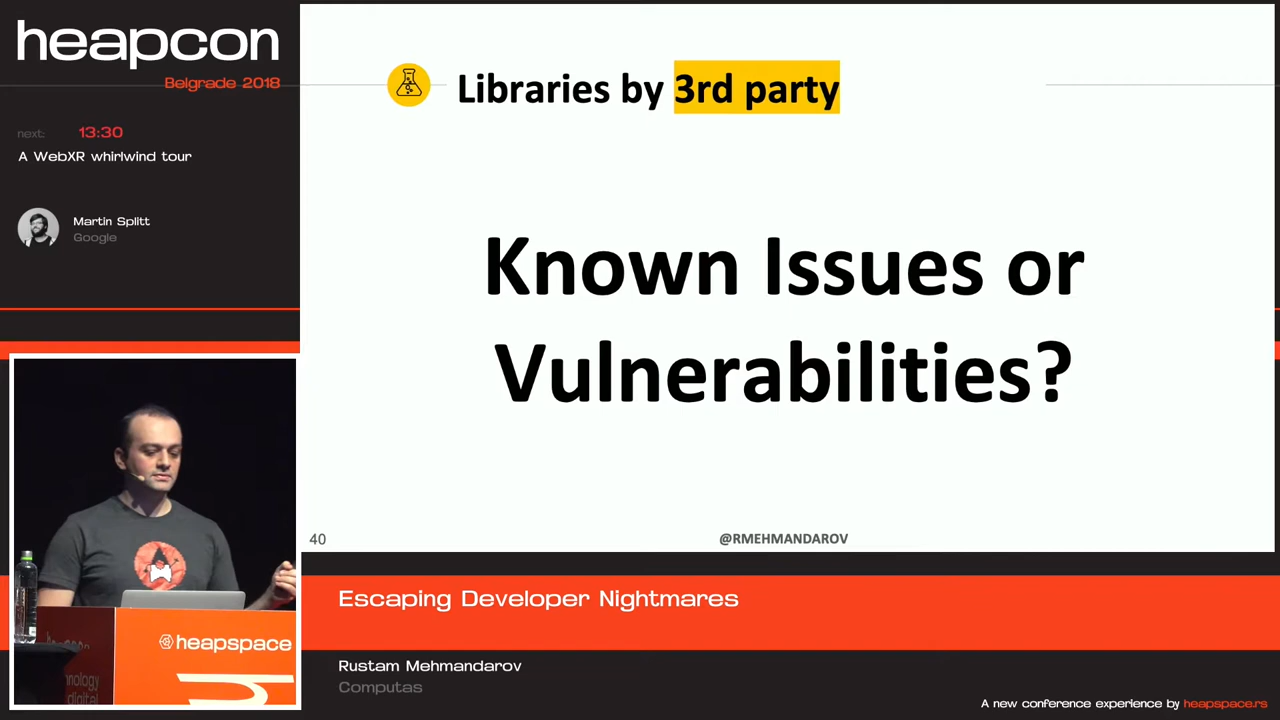 heapcon
Belgrade 2018
next: 13:30
A WebXR whirlwind tour
Martin Splitt
Google
Libraries by 3rd party
Known Issues or
Vulnerabilities?
40
@RMEHMANDAROV
heapspace
Escaping Developer Nightmares
Rustam Mehmandarov
Computas
A new conference experience by heapspace.rs